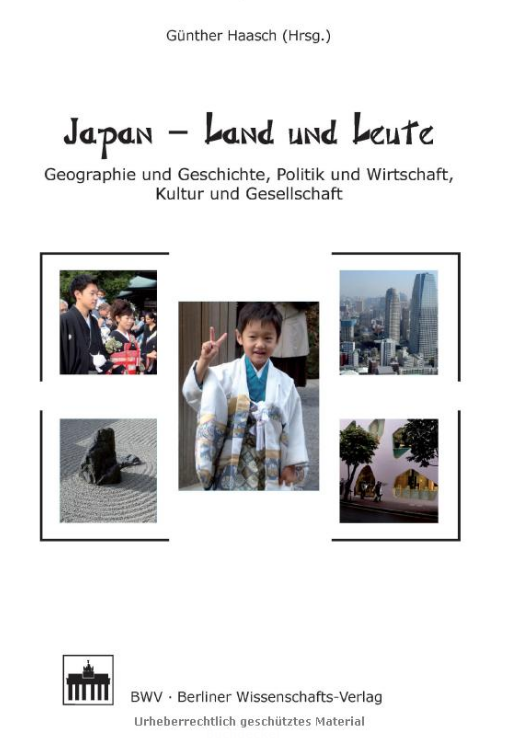 Günther Haasch (Hrsg.)
Japan – Land und Leute
Geographie und Geschichte, Politik und Wirtschaft,
Kultur und Gesellschaft
BWV · Berliner Wissenschafts-Verlag
Urheberrechtlich geschütztes Material